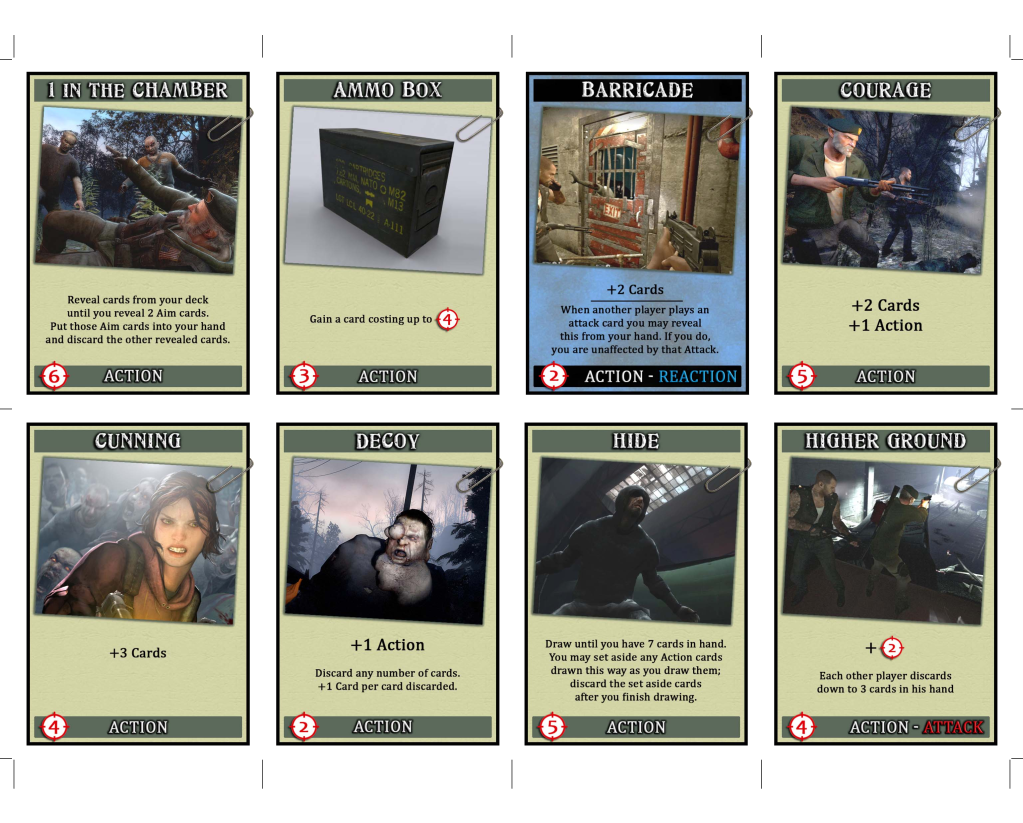 1 IN THE CHAMBER
Reveal cards from your deck
until you reveal 2 Aim cards.
Put those Aim cards into your hand
and discard the other revealed cards.
6 ACTION
AMMO BOX
M82
M13
A-111
Gain a card costing up to 4
3 ACTION
BARRICADE
EXIT
+2 Cards
When another player plays an
attack card you may reveal
this from your hand. If you do,
you are unaffected by that Attack.
2 ACTION - REACTION
COURAGE
+2 Cards
+1 Action
5 ACTION
CUNNING
+3 Cards
4 ACTION
DECOY
+1 Action
Discard any number of cards.
+1 Card per card discarded.
2 ACTION
HIDE
Draw until you have 7 cards in hand.
You may set aside any Action cards
drawn this way as you draw them;
discard the set aside cards
after you finish drawing.
5 ACTION
HIGHER GROUND
+ 2
Each other player discards
down to 3 cards in his hand
4 ACTION - ATTACK